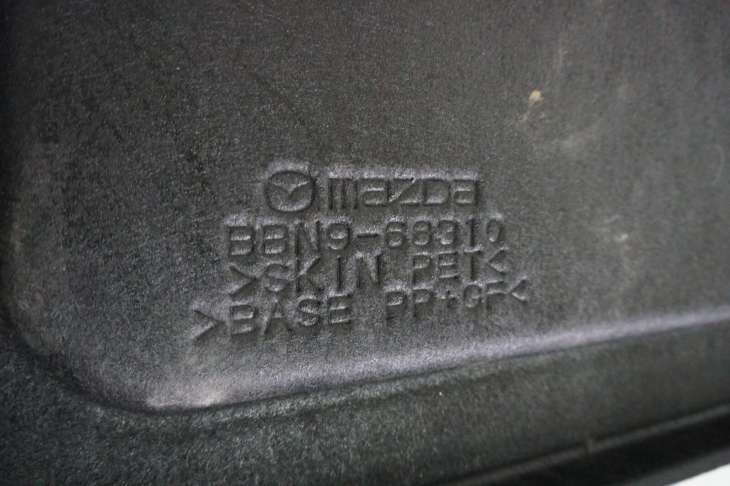 mazda
BBN9-68310
>SKIN PET<
>BASE PP+GF<